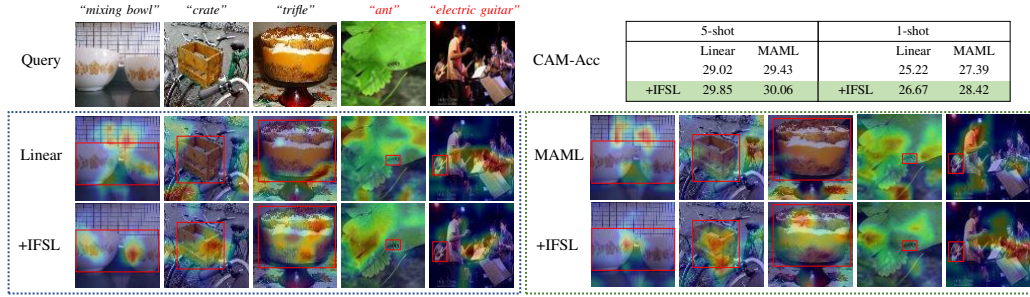 “mixing bowl” “crate” “trifle” “ant” “electric guitar”
Query
CAM-Acc
5-shot 1-shot
Linear MAML Linear MAML
29.02 29.43 25.22 27.39
+IFSL 29.85 30.06 +IFSL 26.67 28.42
Linear
+IFSL
MAML
+IFSL